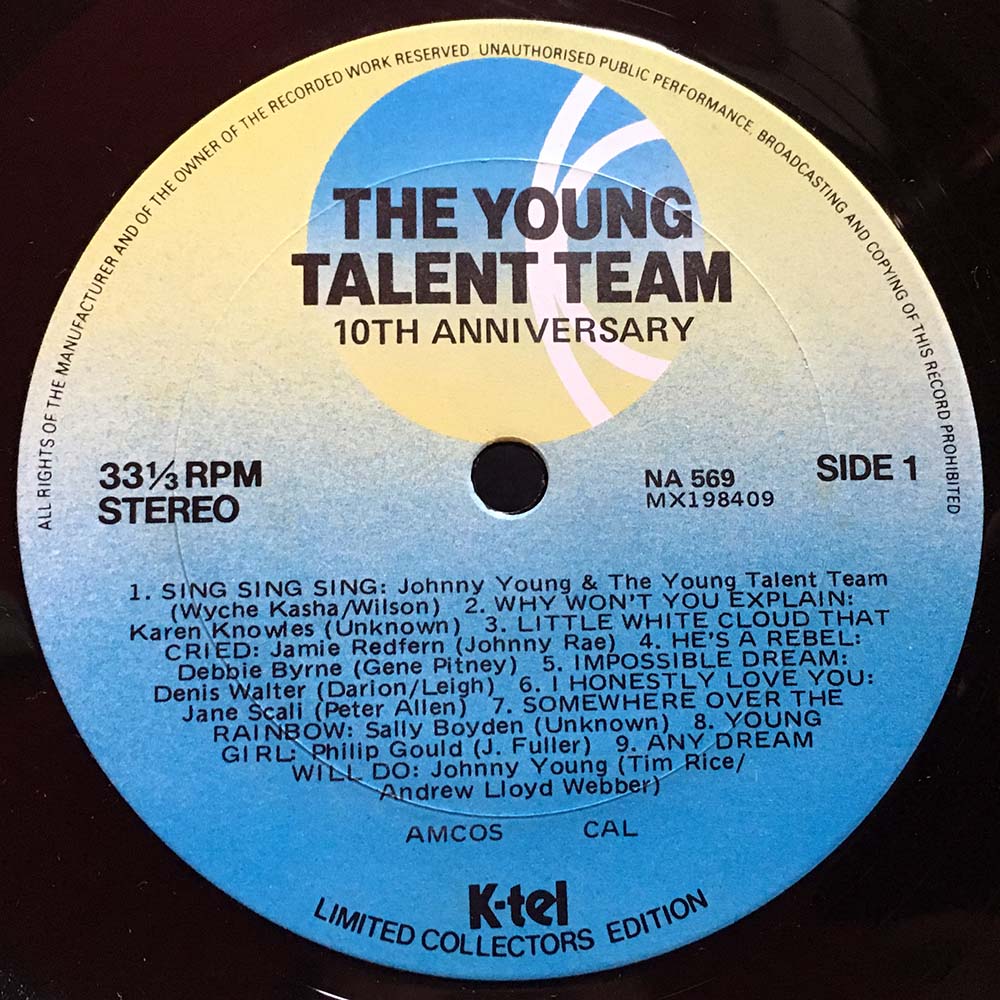 ALL RIGHTS OF THE MANUFACTURER AND OF THE OWNER OF THE RECORDED WORK RESERVED UNAUTHORISED PUBLIC PERFORMANCE, BROADCASTING AND COPYING OF THIS RECORD PROHIBITED
THE YOUNG
TALENT TEAM
10TH ANNIVERSARY
33⅓ RPM
STEREO
NA 569
MX198409
SIDE 1
1. SING SING SING: Johnny Young & The Young Talent Team
(Wyche Kasha/Wilson) 2. WHY WON'T YOU EXPLAIN:
Karen Knowles (Unknown) 3. LITTLE WHITE CLOUD THAT
CRIED: Jamie Redfern (Johnny Rae) 4. HE'S A REBEL:
Debbie Byrne (Gene Pitney) 5. IMPOSSIBLE DREAM:
Denis Walter (Darion/Leigh) 6. I HONESTLY LOVE YOU:
Jane Scali (Peter Allen) 7. SOMEWHERE OVER THE
RAINBOW: Sally Boyden (Unknown) 8. YOUNG
GIRL: Philip Gould (J. Fuller) 9. ANY DREAM
WILL DO: Johnny Young (Tim Rice/
Andrew Lloyd Webber)
AMCOS CAL
K-tel
LIMITED COLLECTORS EDITION